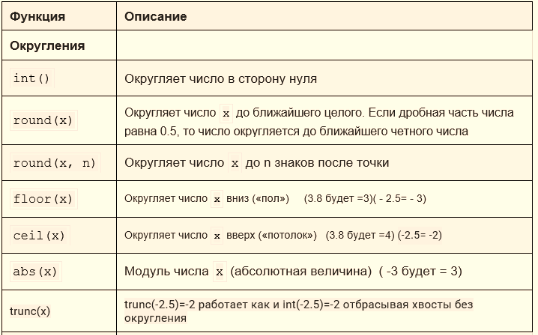 Функция Описание
Округления
int() Округляет число в сторону нуля
round(x) Округляет число x до ближайшего целого. Если дробная часть числа
равна 0.5, то число округляется до ближайшего четного числа
round(x, n) Округляет число x до n знаков после точки
floor(x) Округляет число x вниз («пол») (3.8 будет =3)( - 2.5= - 3)
ceil(x) Округляет число x вверх («потолок») (3.8 будет =4) (-2.5= -2)
abs(x) Модуль числа x (абсолютная величина) ( -3 будет = 3)
trunc(x) trunc(-2.5)=-2 работает как и int(-2.5)=-2 отбрасывая хвосты без
округления